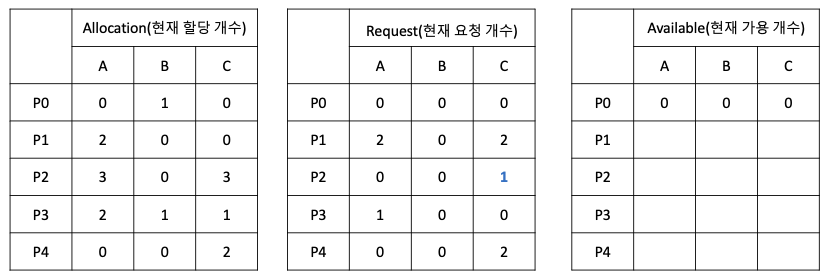 Allocation(현재 할당 개수) Request(현재 요청 개수) Available(현재 가용 개수)
A B C A B C A B C
P0 0 1 0 P0 0 0 0 P0 0 0 0
P1 2 0 0 P1 2 0 2 P1
P2 3 0 3 P2 0 0 1 P2
P3 2 1 1 P3 1 0 0 P3
P4 0 0 2 P4 0 0 2 P4